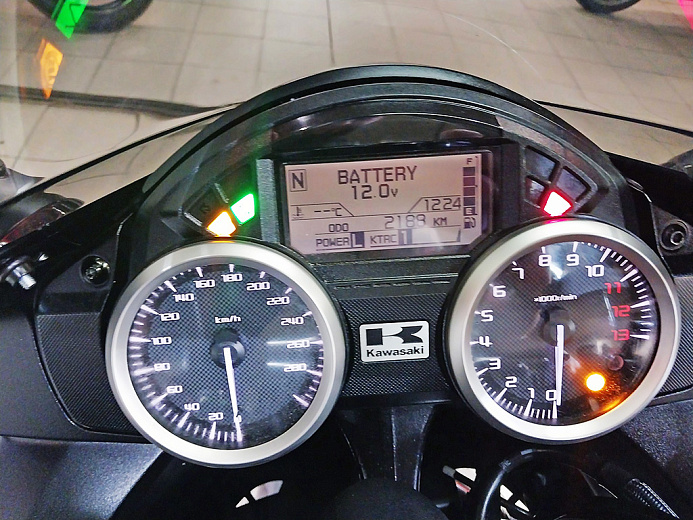 BATTERY
N
12.0v
F
--°C
1224
E
ODO 2188 KM
POWER L KTRC 1
180
160
200
140
220
120
km/h
240
100
260
80
280
60
40
20
K
Kawasaki
8
9
7
10
6
×1000r/min
11
5
12
4
13
3
2
1
0